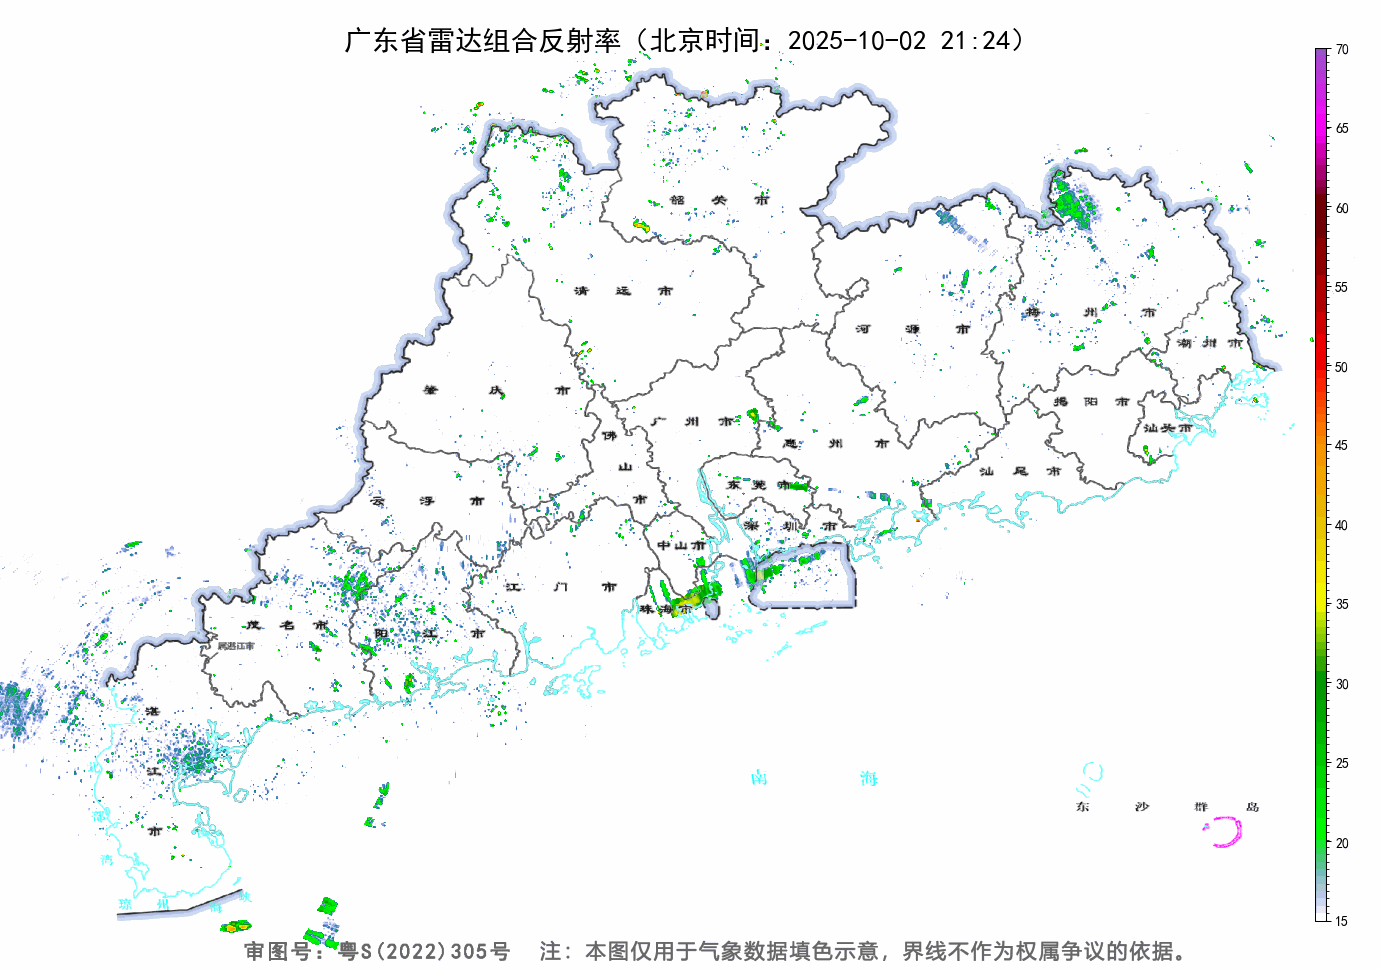 广东省雷达组合反射率（北京时间：2025-10-02 21:24）
70
65
60
55
50
45
40
35
30
25
20
15
韶关市
清远市
河源市
梅州市
潮州市
肇庆市
广州市
佛山市
惠州市
揭阳市
汕头市
汕尾市
东莞市
云浮市
深圳市
中山市
江门市
珠海市
茂名市
阳江市
属湛江市
湛江市
南海
东沙群岛
琼州海峡
审图号：粤S(2022)305号 注：本图仅用于气象数据填色示意，界线不作为权属争议的依据。